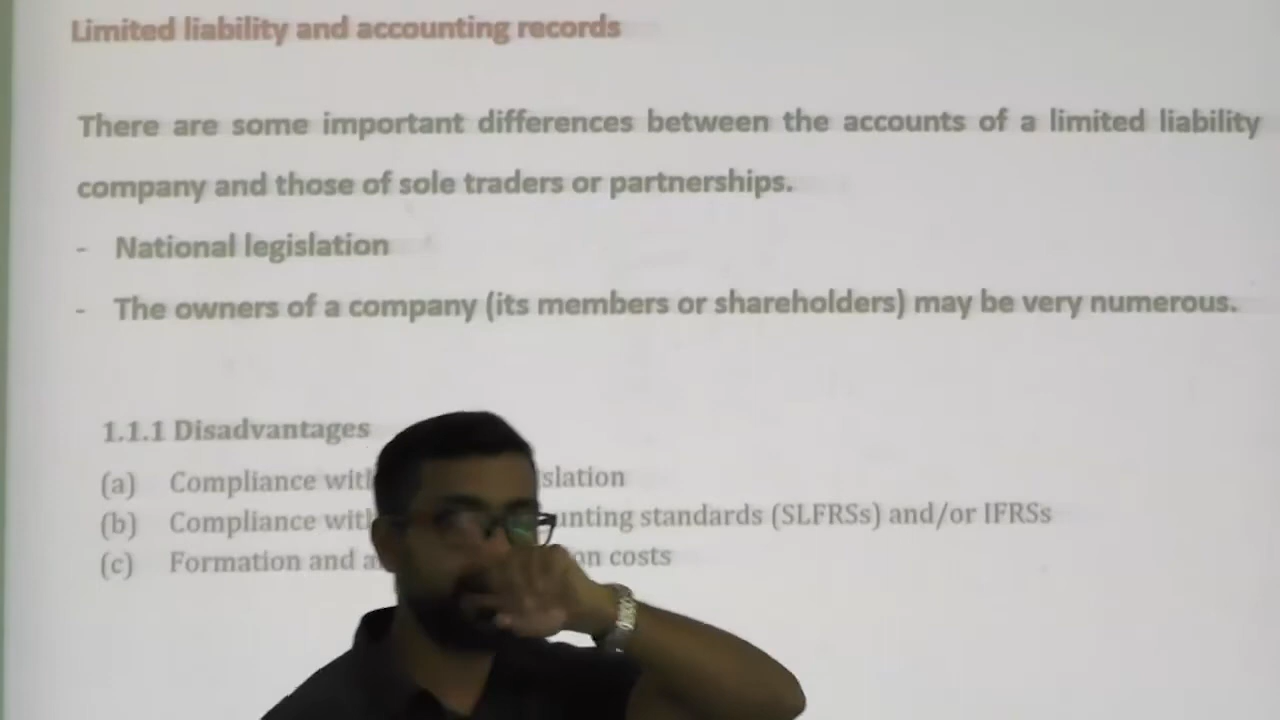 Limited liability and accounting records
There are some important differences between the accounts of a limited liability
company and those of sole traders or partnerships.
- National legislation
- The owners of a company (its members or shareholders) may be very numerous.
1.1.1 Disadvantages
(a) Compliance slation
(b) Compliance unting standards (SLFRSs) and/or IFRSs
(c) Formation and on costs